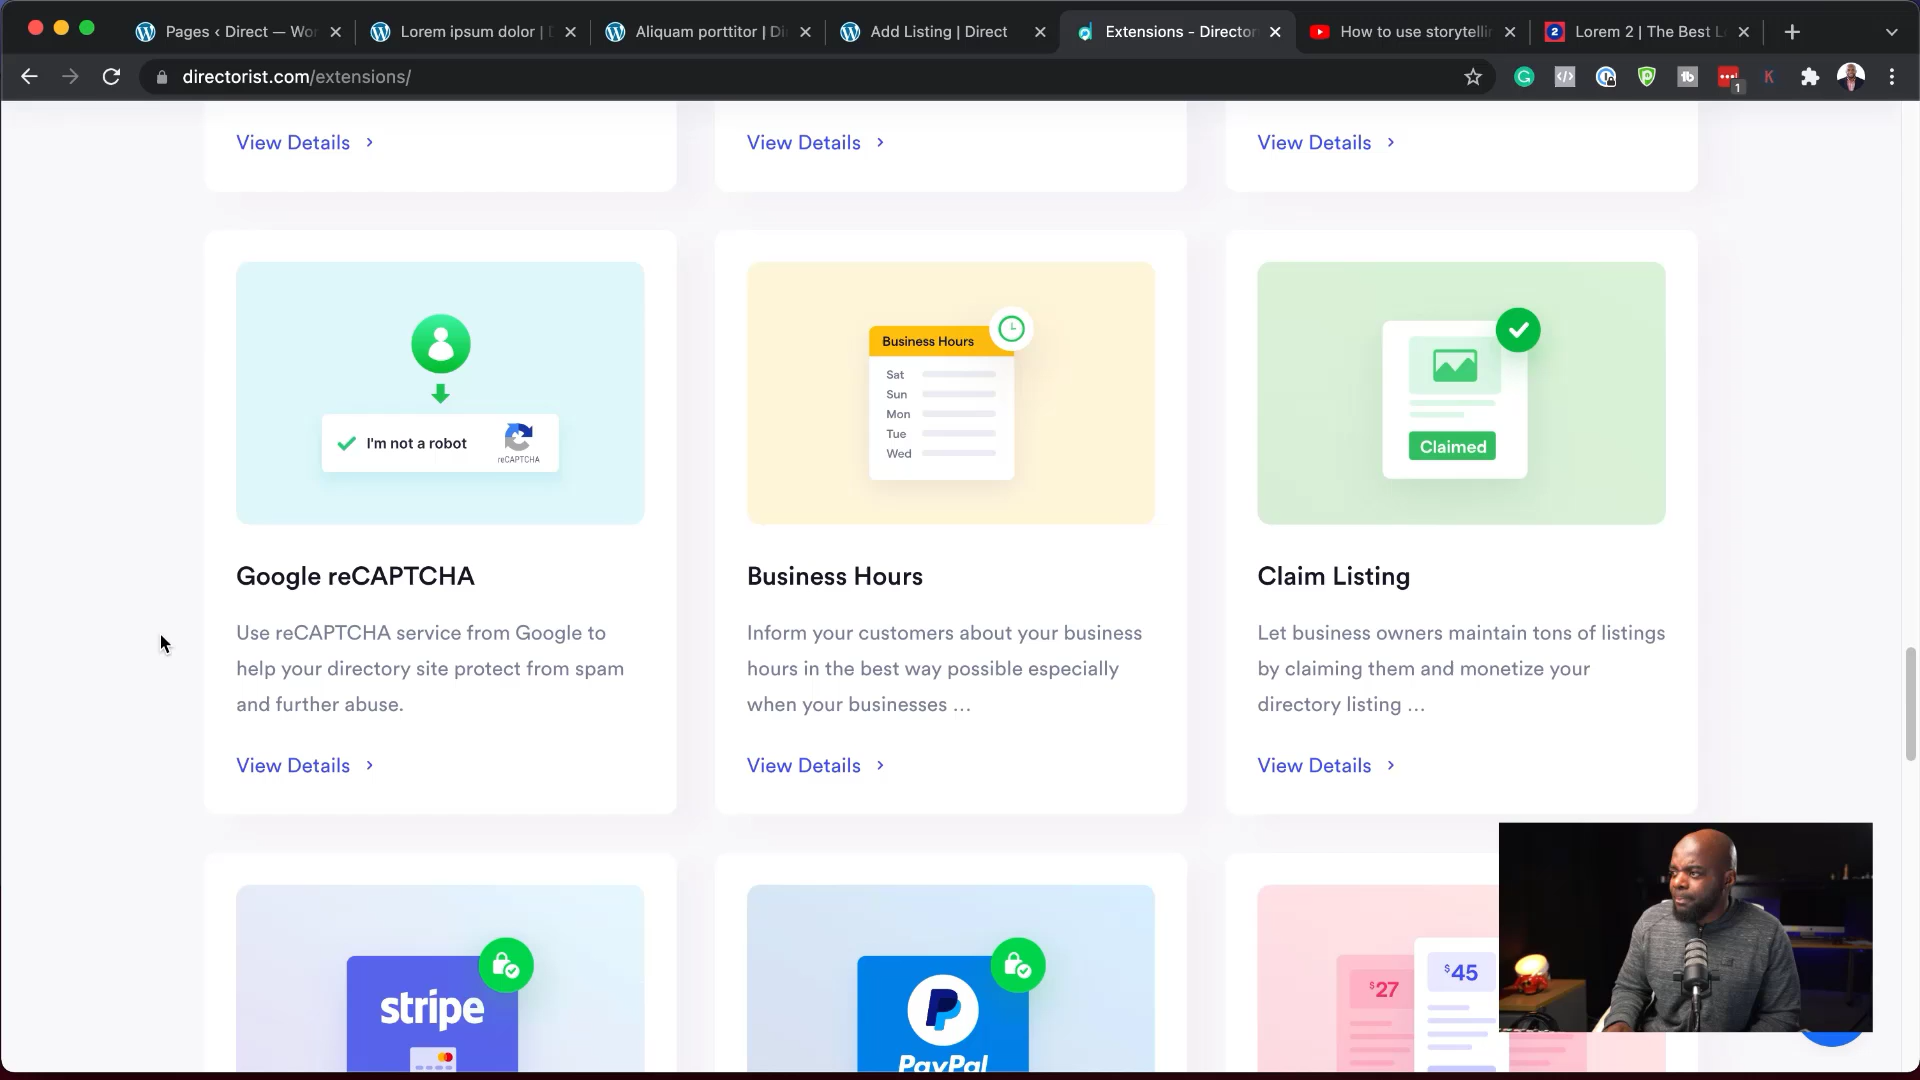 Pages ‹ Direct — Wor
Lorem ipsum dolor | D
Aliquam porttitor | Di
Add Listing | Direct
Extensions - Director
How to use storytellin
Lorem 2 | The Best L
directorist.com/extensions/
1
View Details
View Details
View Details
I'm not a robot
reCAPTCHA
Google reCAPTCHA
Use reCAPTCHA service from Google to
help your directory site protect from spam
and further abuse.
View Details
Business Hours
Sat
Sun
Mon
Tue
Wed
Business Hours
Inform your customers about your business
hours in the best way possible especially
when your businesses ...
View Details
Claimed
Claim Listing
Let business owners maintain tons of listings
by claiming them and monetize your
directory listing ...
View Details
stripe
PayPal
$27
$45